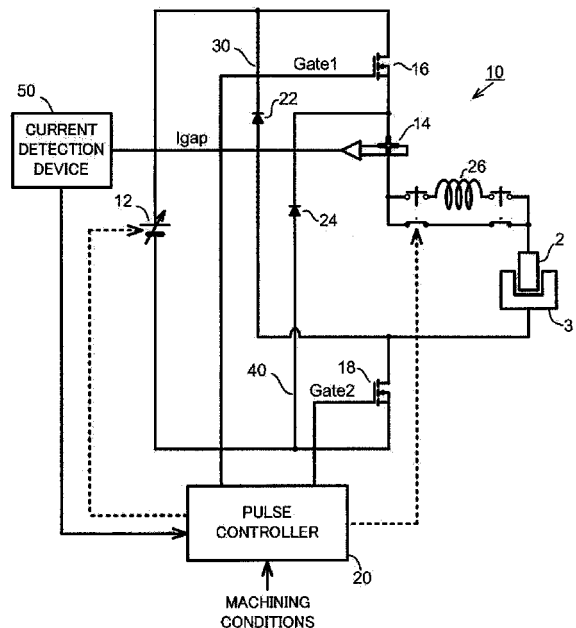 30
Gate1
16
10
50
22
CURRENT
DETECTION
DEVICE
Igap
14
26
12
24
2
3
18
40
Gate2
PULSE
CONTROLLER
20
MACHINING
CONDITIONS